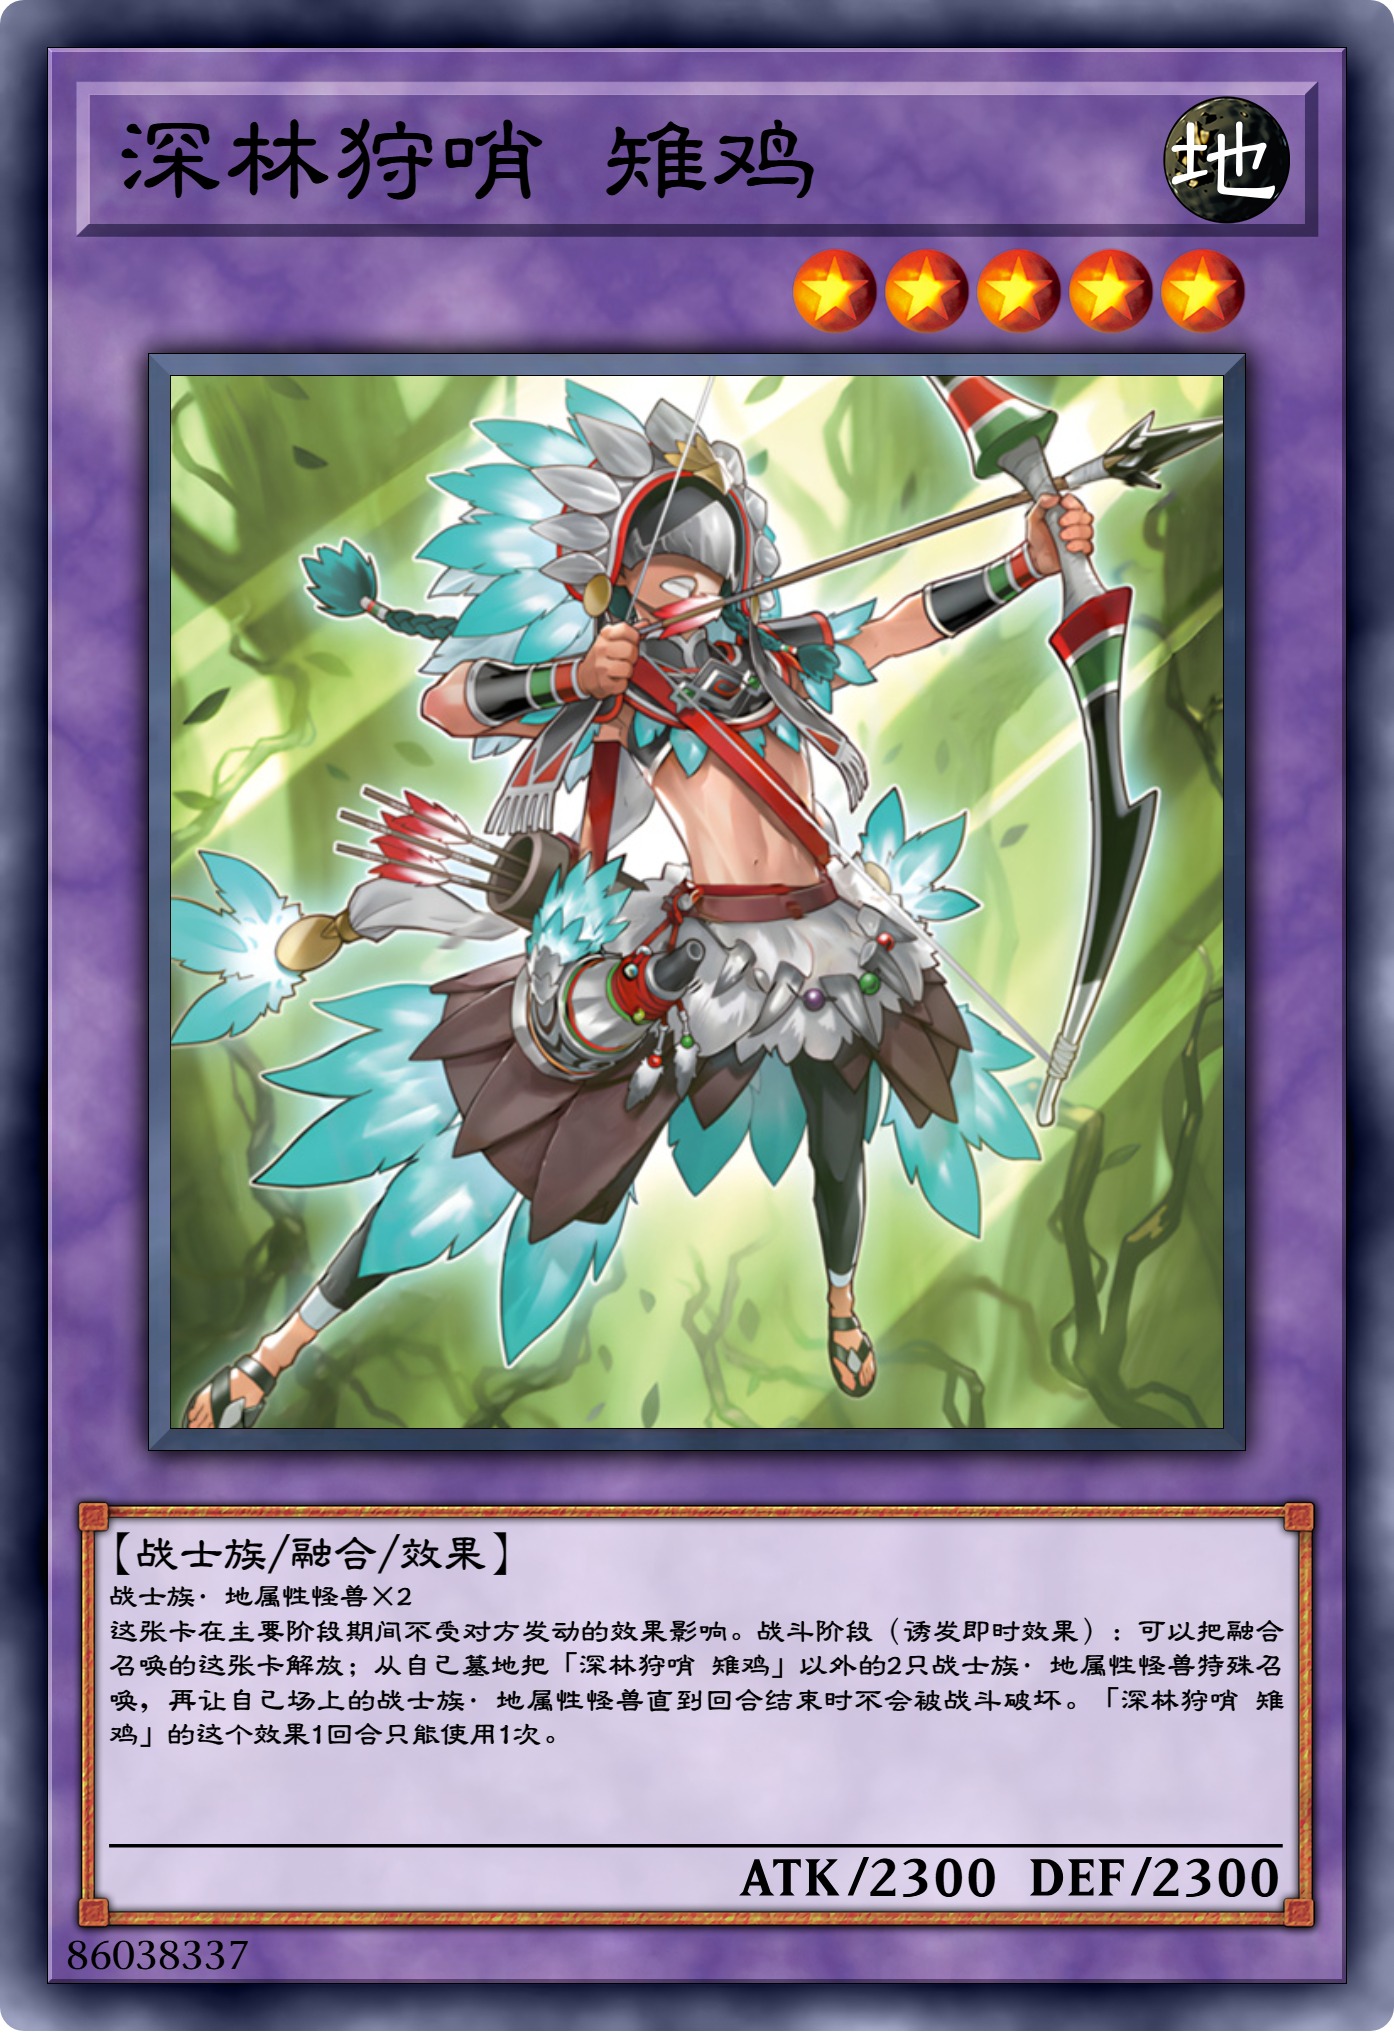 深林狩哨 雉鸡
地
【战士族/融合/效果】
战士族·地属性怪兽×2
这张卡在主要阶段期间不受对方发动的效果影响。战斗阶段（诱发即时效果）：可以把融合
召唤的这张卡解放；从自己墓地把「深林狩哨 雉鸡」以外的2只战士族·地属性怪兽特殊召
唤，再让自己场上的战士族·地属性怪兽直到回合结束时不会被战斗破坏。「深林狩哨 雉
鸡」的这个效果1回合只能使用1次。
ATK/2300 DEF/2300
86038337